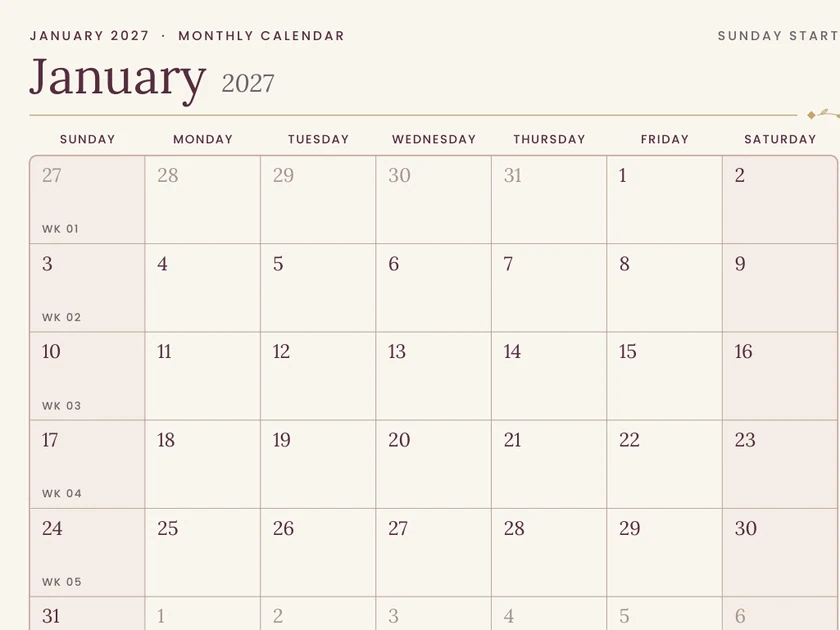 JANUARY 2027 · MONTHLY CALENDAR SUNDAY START
January 2027
SUNDAY MONDAY TUESDAY WEDNESDAY THURSDAY FRIDAY SATURDAY
27 28 29 30 31 1 2
WK 01
3 4 5 6 7 8 9
WK 02
10 11 12 13 14 15 16
WK 03
17 18 19 20 21 22 23
WK 04
24 25 26 27 28 29 30
WK 05
31 1 2 3 4 5 6